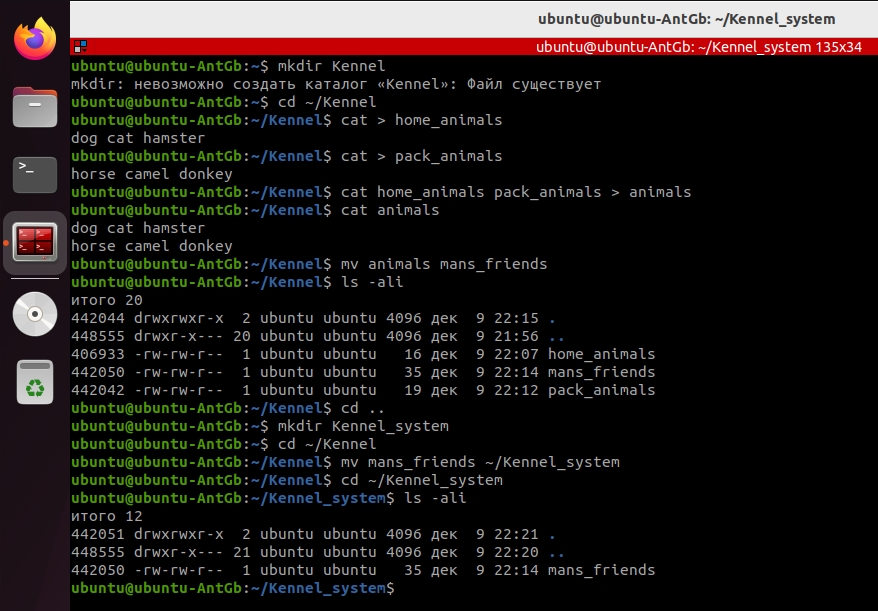 ubuntu@ubuntu-AntGb: ~/Kennel_system
ubuntu@ubuntu-AntGb: ~/Kennel_system 135x34
ubuntu@ubuntu-AntGb:~$ mkdir Kennel
mkdir: невозможно создать каталог «Kennel»: Файл существует
ubuntu@ubuntu-AntGb:~$ cd ~/Kennel
ubuntu@ubuntu-AntGb:~/Kennel$ cat > home_animals
dog cat hamster
ubuntu@ubuntu-AntGb:~/Kennel$ cat > pack_animals
horse camel donkey
ubuntu@ubuntu-AntGb:~/Kennel$ cat home_animals pack_animals > animals
ubuntu@ubuntu-AntGb:~/Kennel$ cat animals
dog cat hamster
horse camel donkey
ubuntu@ubuntu-AntGb:~/Kennel$ mv animals mans_friends
ubuntu@ubuntu-AntGb:~/Kennel$ ls -ali
итого 20
442044 drwxrwxr-x  2 ubuntu ubuntu 4096 дек  9 22:15 .
448555 drwxr-x--- 20 ubuntu ubuntu 4096 дек  9 21:56 ..
406933 -rw-rw-r--  1 ubuntu ubuntu   16 дек  9 22:07 home_animals
442050 -rw-rw-r--  1 ubuntu ubuntu   35 дек  9 22:14 mans_friends
442042 -rw-rw-r--  1 ubuntu ubuntu   19 дек  9 22:12 pack_animals
ubuntu@ubuntu-AntGb:~/Kennel$ cd ..
ubuntu@ubuntu-AntGb:~$ mkdir Kennel_system
ubuntu@ubuntu-AntGb:~$ cd ~/Kennel
ubuntu@ubuntu-AntGb:~/Kennel$ mv mans_friends ~/Kennel_system
ubuntu@ubuntu-AntGb:~/Kennel$ cd ~/Kennel_system
ubuntu@ubuntu-AntGb:~/Kennel_system$ ls -ali
итого 12
442051 drwxrwxr-x  2 ubuntu ubuntu 4096 дек  9 22:21 .
448555 drwxr-x--- 21 ubuntu ubuntu 4096 дек  9 22:20 ..
442050 -rw-rw-r--  1 ubuntu ubuntu   35 дек  9 22:14 mans_friends
ubuntu@ubuntu-AntGb:~/Kennel_system$